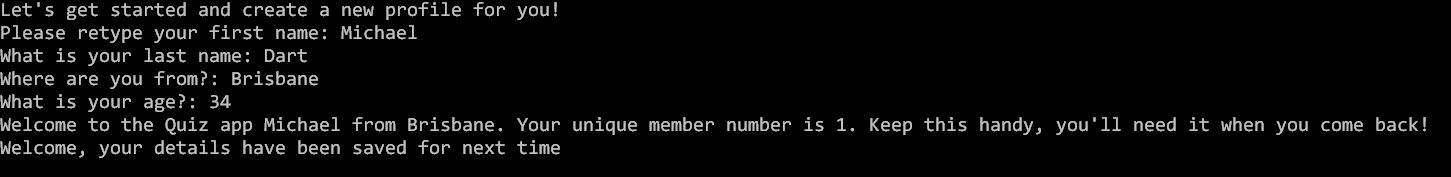 Let's get started and create a new profile for you!
Please retype your first name: Michael
What is your last name: Dart
Where are you from?: Brisbane
What is your age?: 34
Welcome to the Quiz app Michael from Brisbane. Your unique member number is 1. Keep this handy, you'll need it when you come back!
Welcome, your details have been saved for next time